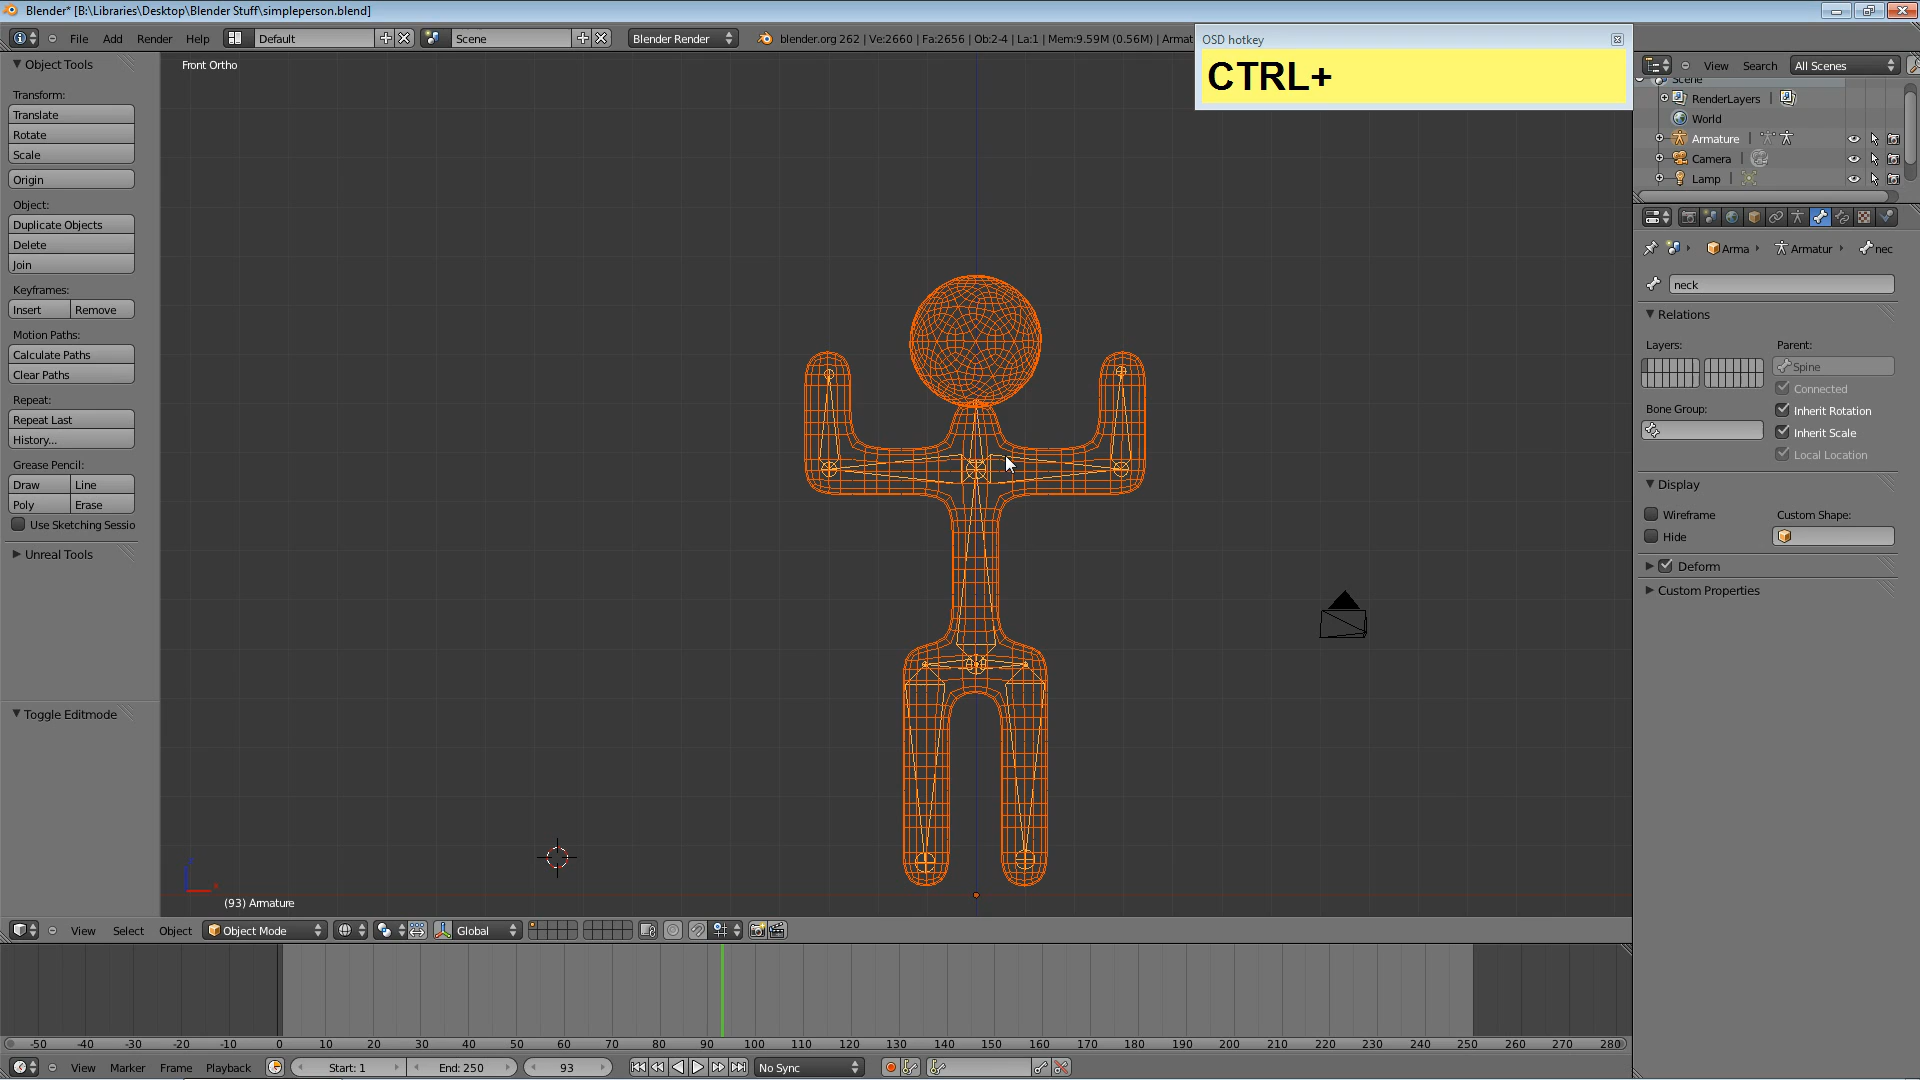 Blender* [B:\Libraries\Desktop\Blender Stuff\simpleperson.blend]
File Add Render Help Default Scene Blender Render blender.org 262 | Ve:2660 | Fa:2656 | Ob:2-4 | La:1 | Mem:9.59M (0.56M) | Armat
OSD hotkey
CTRL+
View Search All Scenes
Scene
RenderLayers |
World
Armature |
Camera |
Lamp |
Object Tools
Transform:
Translate
Rotate
Scale
Origin
Object:
Duplicate Objects
Delete
Join
Keyframes:
Insert Remove
Motion Paths:
Calculate Paths
Clear Paths
Repeat:
Repeat Last
History...
Grease Pencil:
Draw Line
Poly Erase
Use Sketching Sessio
Unreal Tools
Toggle Editmode
Front Ortho
(93) Armature
Arma Armatur nec
neck
Relations
Layers: Parent:
Spine
Connected
Bone Group: Inherit Rotation
Inherit Scale
Local Location
Display
Wireframe Custom Shape:
Hide
Deform
Custom Properties
View Select Object Object Mode Global
-50 -40 -30 -20 -10 0 10 20 30 40 50 60 70 80 90 100 110 120 130 140 150 160 170 180 190 200 210 220 230 240 250 260 270 280
View Marker Frame Playback Start: 1 End: 250 93 No Sync